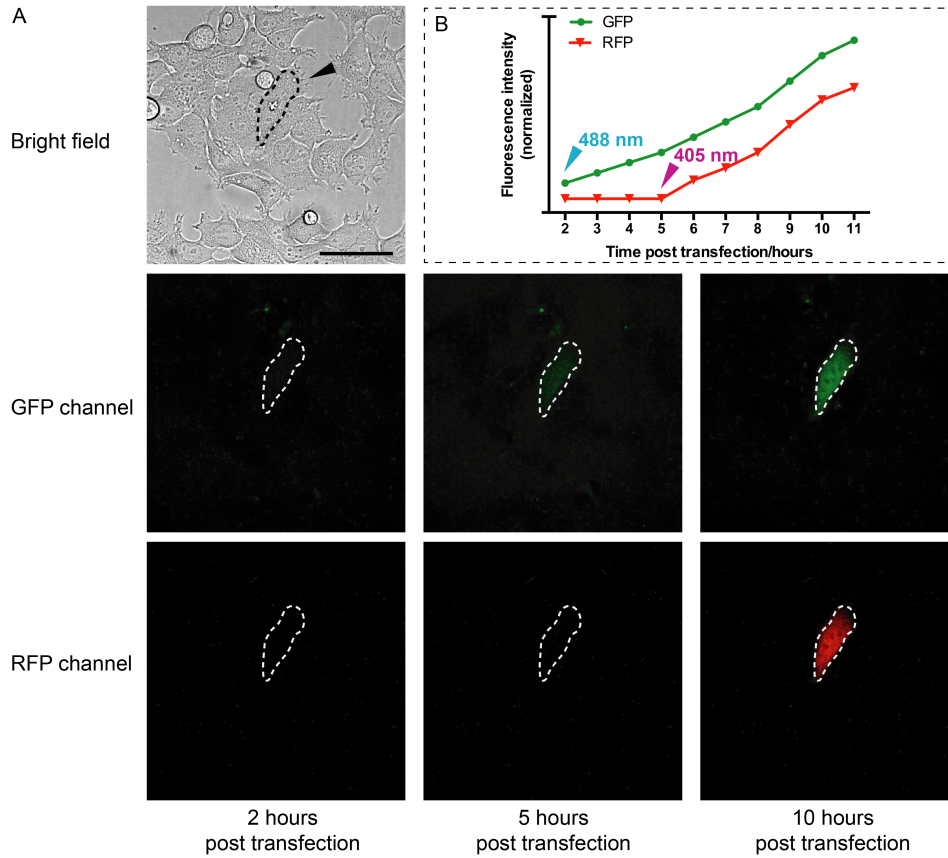 A
Bright field
B
GFP
RFP
Fluorescence intensity
(normalized)
488 nm
405 nm
2 3 4 5 6 7 8 9 10 11
Time post transfection/hours
GFP channel
RFP channel
2 hours
post transfection
5 hours
post transfection
10 hours
post transfection